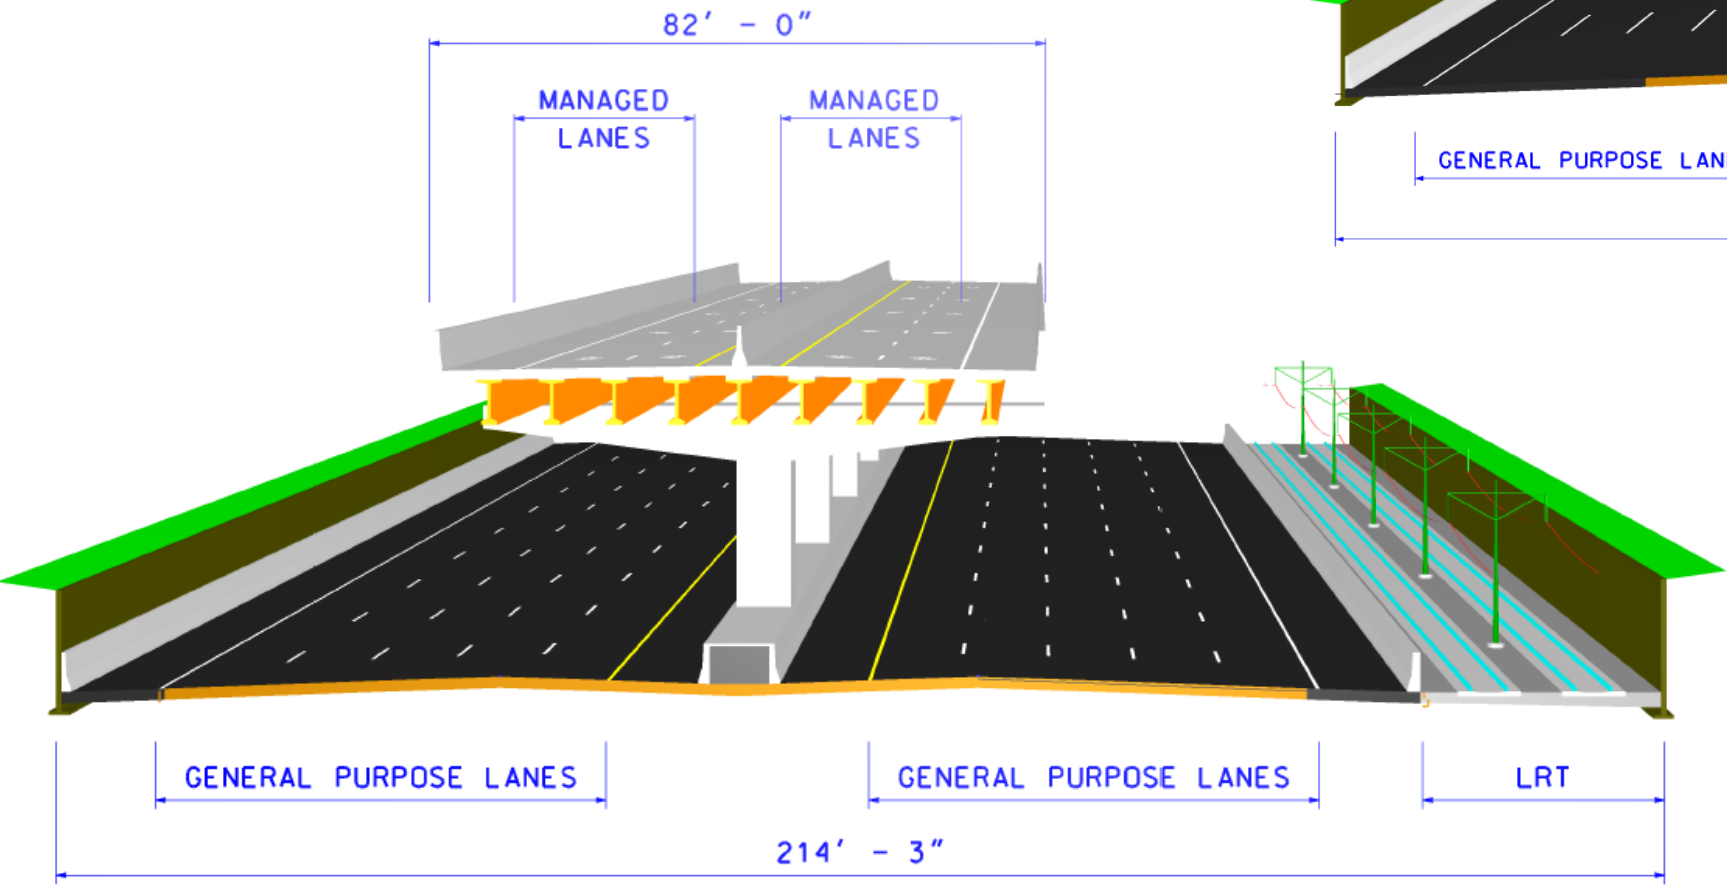 82' - 0"
MANAGED
LANES
MANAGED
LANES
GENERAL PURPOSE
GENERAL PURPOSE LANES
GENERAL PURPOSE LANES
LRT
214' - 3"